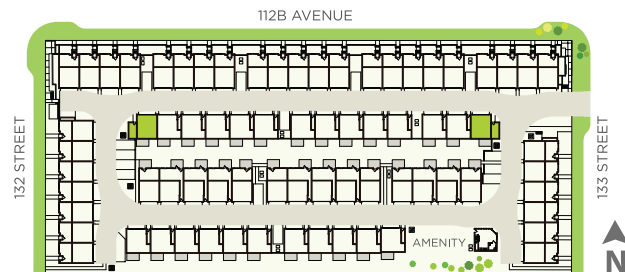 112B AVENUE
132 STREET
133 STREET
AMENITY
N